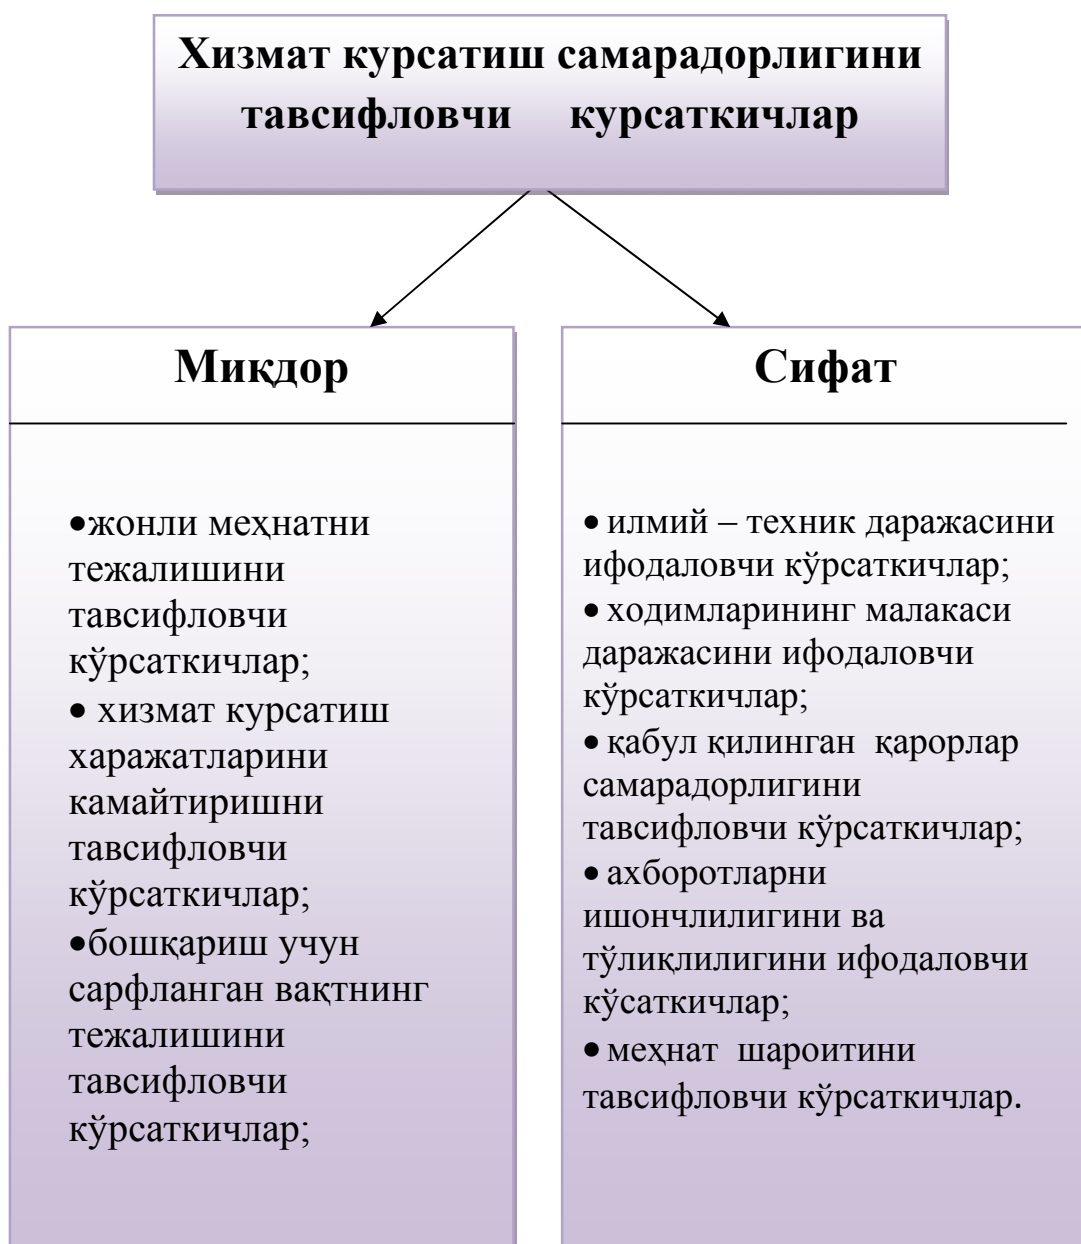 Хизмат курсатиш самарадорлигини
тавсифловчи курсаткичлар
Миқдор
•жонли меҳнатни
тежалишини
тавсифловчи
кўрсаткичлар;
• хизмат курсатиш
харажатларини
камайтиришни
тавсифловчи
кўрсаткичлар;
•бошқариш учун
сарфланган вақтнинг
тежалишини
тавсифловчи
кўрсаткичлар;
Сифат
• илмий – техник даражасини
ифодаловчи кўрсаткичлар;
• ходимларининг малакаси
даражасини ифодаловчи
кўрсаткичлар;
• қабул қилинган қарорлар
самарадорлигини
тавсифловчи кўрсаткичлар;
• ахборотларни
ишончлилигини ва
тўлиқлилигини ифодаловчи
кўсаткичлар;
• меҳнат шароитини
тавсифловчи кўрсаткичлар.